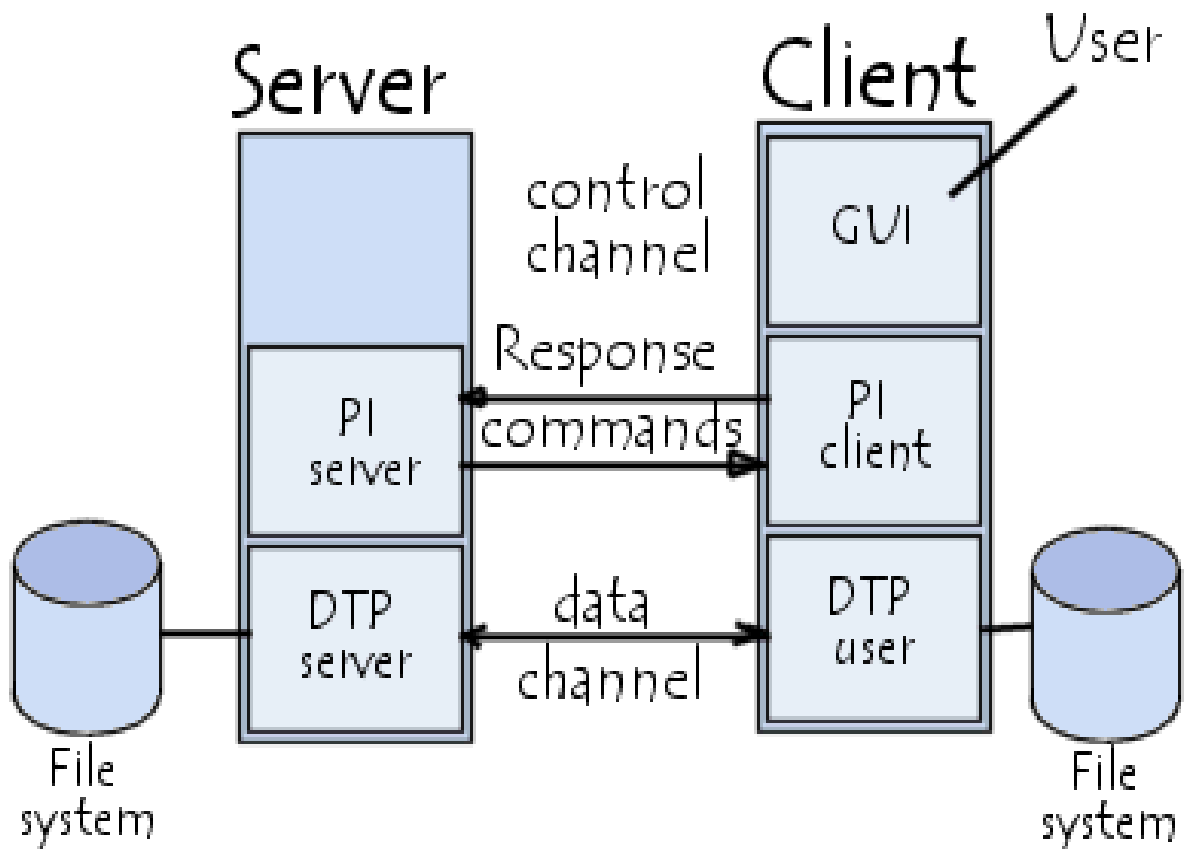 Server
Client
User
control
channel
GUI
Response
commands
PI
server
PI
client
DTP
server
data
channel
DTP
user
File
system
File
system